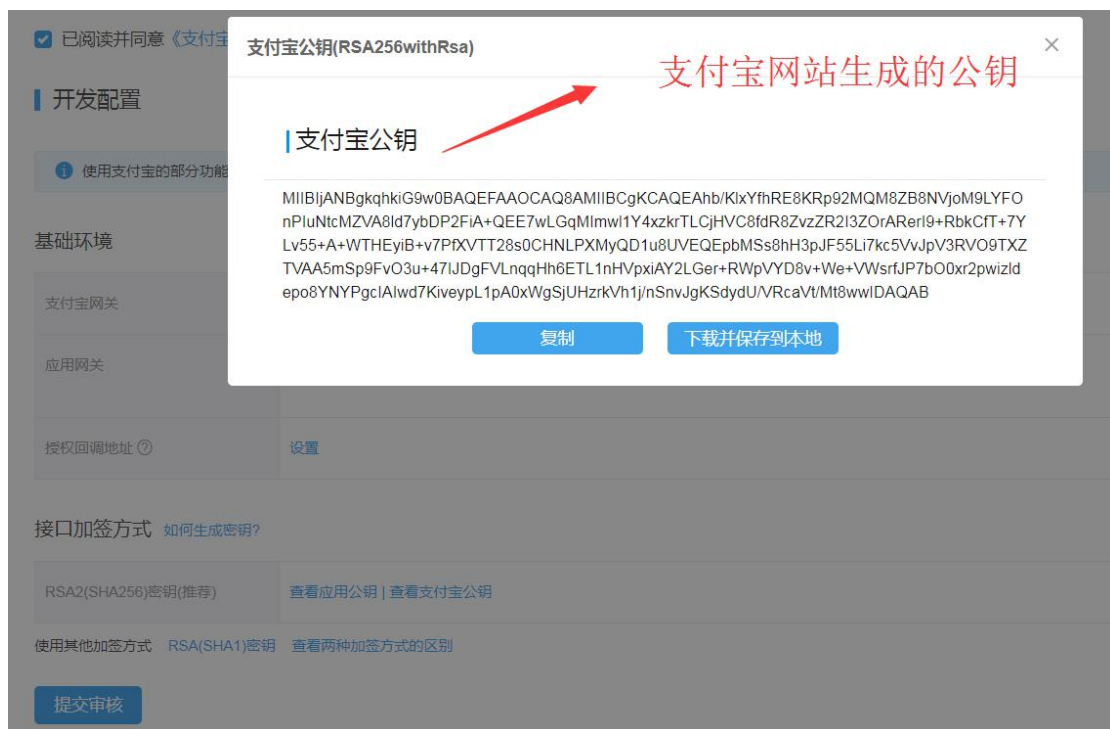 已阅读并同意《支付宝
支付宝公钥(RSA256withRsa)
支付宝网站生成的公钥
开发配置
支付宝公钥
使用支付宝的部分功能
MIIBIjANBgkqhkiG9w0BAQEFAAOCAQ8AMIIBCgKCAQEAhb/KlxYfhRE8KRp92MQM8ZB8NVjoM9LYFO
nPIuNtcMZVA8ld7ybDP2FiA+QEE7wLGqMImwl1Y4xzkrTLCjHVC8fdR8ZvzZR2I3ZOrARerI9+RbkCfT+7Y
Lv55+A+WTHEyiB+v7PfXVTT28s0CHNLPXMyQD1u8UVEQEpbMSs8hH3pJF55Li7kc5VvJpV3RVO9TXZ
TVAA5mSp9FvO3u+47IJDgFVLnqqHh6ETL1nHVpxiAY2LGer+RWpVYD8v+We+VWsrfJP7bO0xr2pwizld
epo8YNYPgcIAIwd7KiveypL1pA0xWgSjUHzrkVh1j/nSnvJgKSdydU/VRcaVt/Mt8wwIDAQAB
基础环境
支付宝网关
复制 下载并保存到本地
应用网关
授权回调地址 设置
接口加签方式 如何生成密钥?
RSA2(SHA256)密钥(推荐) 查看应用公钥 | 查看支付宝公钥
使用其他加签方式 RSA(SHA1)密钥 查看两种加签方式的区别
提交审核